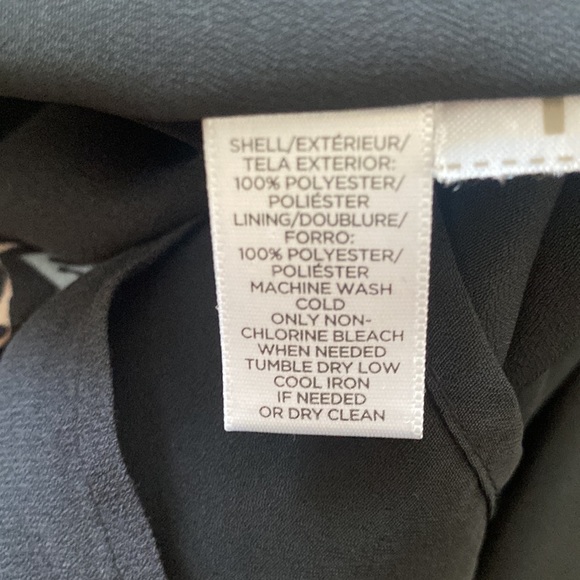 SHELL/EXTÉRIEUR/
TELA EXTERIOR:
100% POLYESTER/
POLIÉSTER
LINING/DOUBLURE/
FORRO:
100% POLYESTER/
POLIÉSTER
MACHINE WASH
COLD
ONLY NON-
CHLORINE BLEACH
WHEN NEEDED
TUMBLE DRY LOW
COOL IRON
IF NEEDED
OR DRY CLEAN